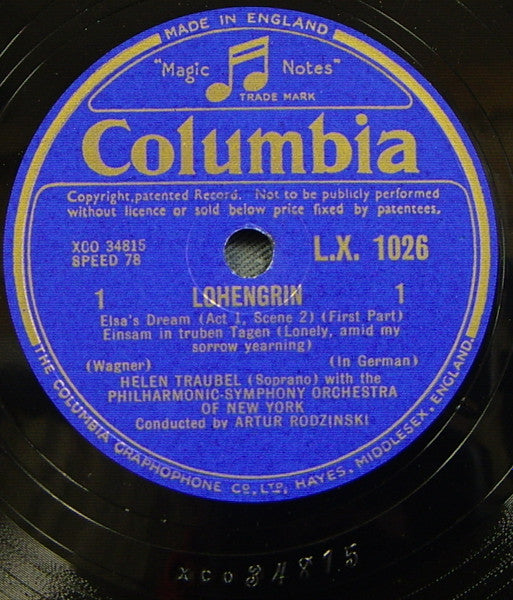 MADE IN ENGLAND
"Magic Notes"
TRADE MARK
Columbia
Copyright,patented Record. Not to be publicly performed
without licence or sold below price fixed by patentees.
XCO 34815
SPEED 78
L.X. 1026
1 LOHENGRIN 1
Elsa's Dream (Act 1, Scene 2) (First Part)
Einsam in truben Tagen (Lonely, amid my
sorrow yearning)
(Wagner) (In German)
HELEN TRAUBEL (Soprano) with the
PHILHARMONIC-SYMPHONY ORCHESTRA
OF NEW YORK
Conducted by ARTUR RODZINSKI
THE COLUMBIA GRAPHOPHONE CO., LTD, HAYES, MIDDLESEX, ENGLAND.
xco34815